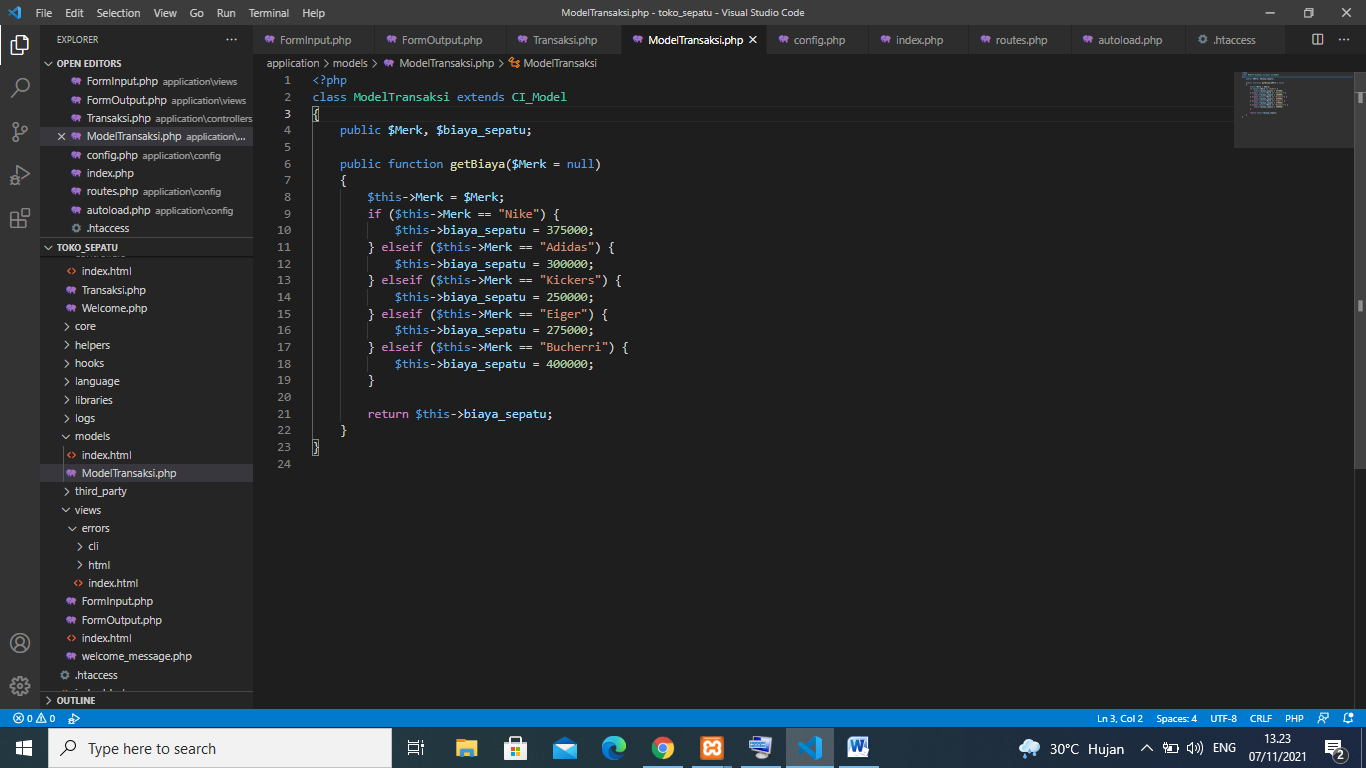 File Edit Selection View Go Run Terminal Help
ModelTransaksi.php - toko_sepatu - Visual Studio Code
EXPLORER
OPEN EDITORS
FormInput.php application\views
FormOutput.php application\views
Transaksi.php application\controllers
ModelTransaksi.php application\...
config.php application\config
index.php
routes.php application\config
autoload.php application\config
.htaccess
TOKO_SEPATU
index.html
Transaksi.php
Welcome.php
core
helpers
hooks
language
libraries
logs
models
index.html
ModelTransaksi.php
third_party
views
errors
cli
html
index.html
FormInput.php
FormOutput.php
index.html
welcome_message.php
.htaccess
OUTLINE
FormInput.php FormOutput.php Transaksi.php ModelTransaksi.php config.php index.php routes.php autoload.php .htaccess
application > models > ModelTransaksi.php > ModelTransaksi
1 <?php
2 class ModelTransaksi extends CI_Model
3 {
4 public $Merk, $biaya_sepatu;
5
6 public function getBiaya($Merk = null)
7 {
8 $this->Merk = $Merk;
9 if ($this->Merk == "Nike") {
10 $this->biaya_sepatu = 375000;
11 } elseif ($this->Merk == "Adidas") {
12 $this->biaya_sepatu = 300000;
13 } elseif ($this->Merk == "Kickers") {
14 $this->biaya_sepatu = 250000;
15 } elseif ($this->Merk == "Eiger") {
16 $this->biaya_sepatu = 275000;
17 } elseif ($this->Merk == "Bucherri") {
18 $this->biaya_sepatu = 400000;
19 }
20
21 return $this->biaya_sepatu;
22 }
23 }
24
0 0
Ln 3, Col 2 Spaces: 4 UTF-8 CRLF PHP
Type here to search
30°C Hujan
ENG
13.23
07/11/2021
2